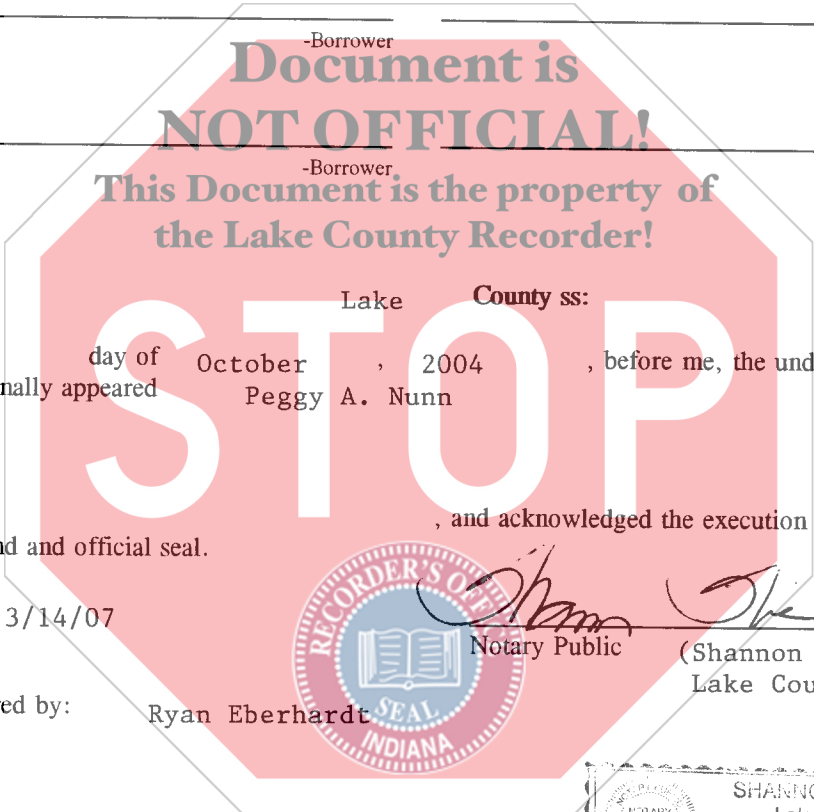 -Borrower
Document is
NOT OFFICIAL!
-Borrower
This Document is the property of
the Lake County Recorder!
Lake County ss:
STOP
day of October , 2004 , before me, the und
nally appeared Peggy A. Nunn
, and acknowledged the execution
nd and official seal.
RECORDER'S OFFICE
SEAL
INDIANA
3/14/07
Notary Public (Shannon
Lake Cou
ed by: Ryan Eberhardt
SHANNO